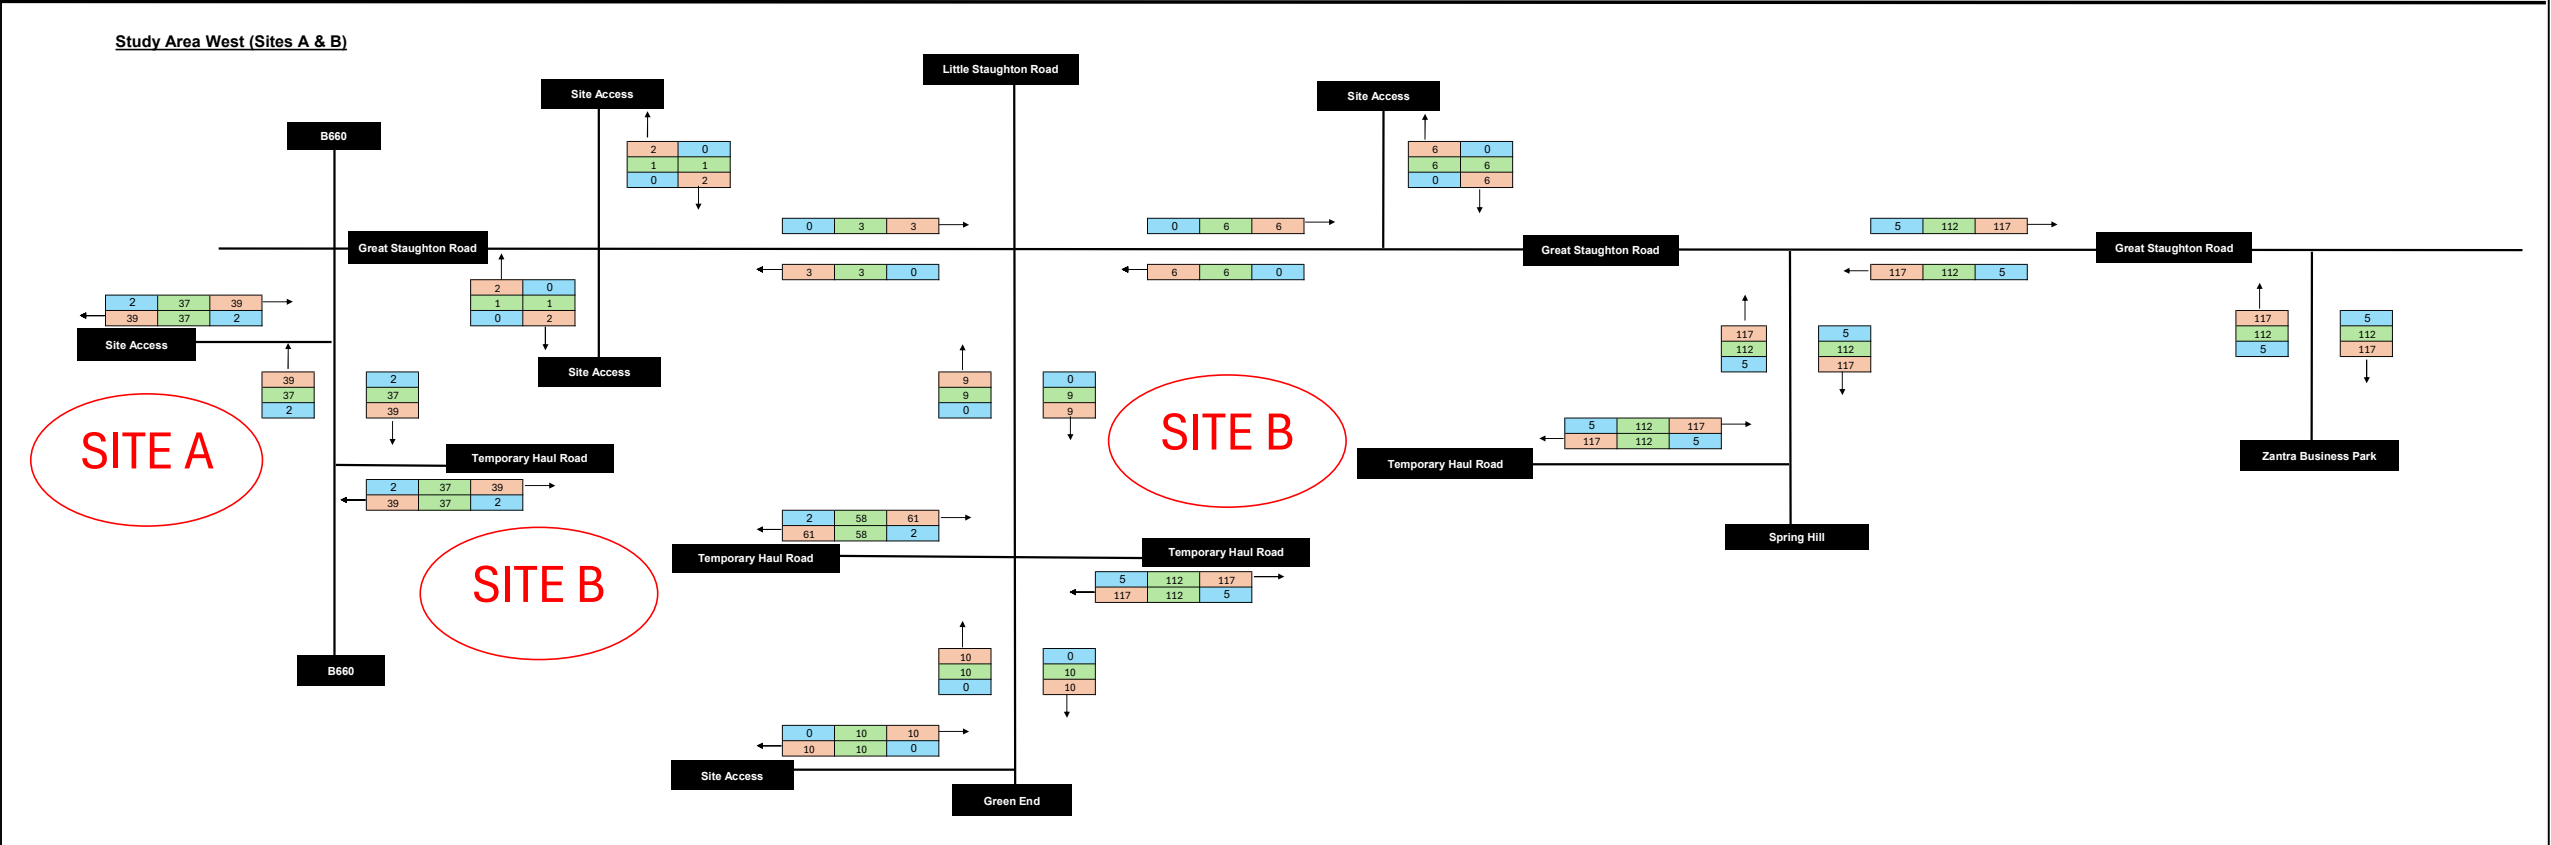 Study Area West (Sites A & B)
Little Staughton Road
Site Access
Site Access
B660
2 0
1 1
0 2
6 0
6 6
0 6
0 3 3
0 6 6
5 112 117
Great Staughton Road
Great Staughton Road
Great Staughton Road
3 3 0
6 6 0
117 112 5
2 0
1 1
0 2
2 37 39
39 37 2
Site Access
117
112
5
5
112
117
117
112
5
5
112
117
Site Access
39
37
2
2
37
39
9
9
0
0
9
9
SITE A
SITE B
5 112 117
117 112 5
Temporary Haul Road
Temporary Haul Road
Zantra Business Park
2 37 39
39 37 2
2 58 61
61 58 2
Spring Hill
Temporary Haul Road
Temporary Haul Road
SITE B
5 112 117
117 112 5
B660
10
10
0
0
10
10
0 10 10
10 10 0
Site Access
Green End